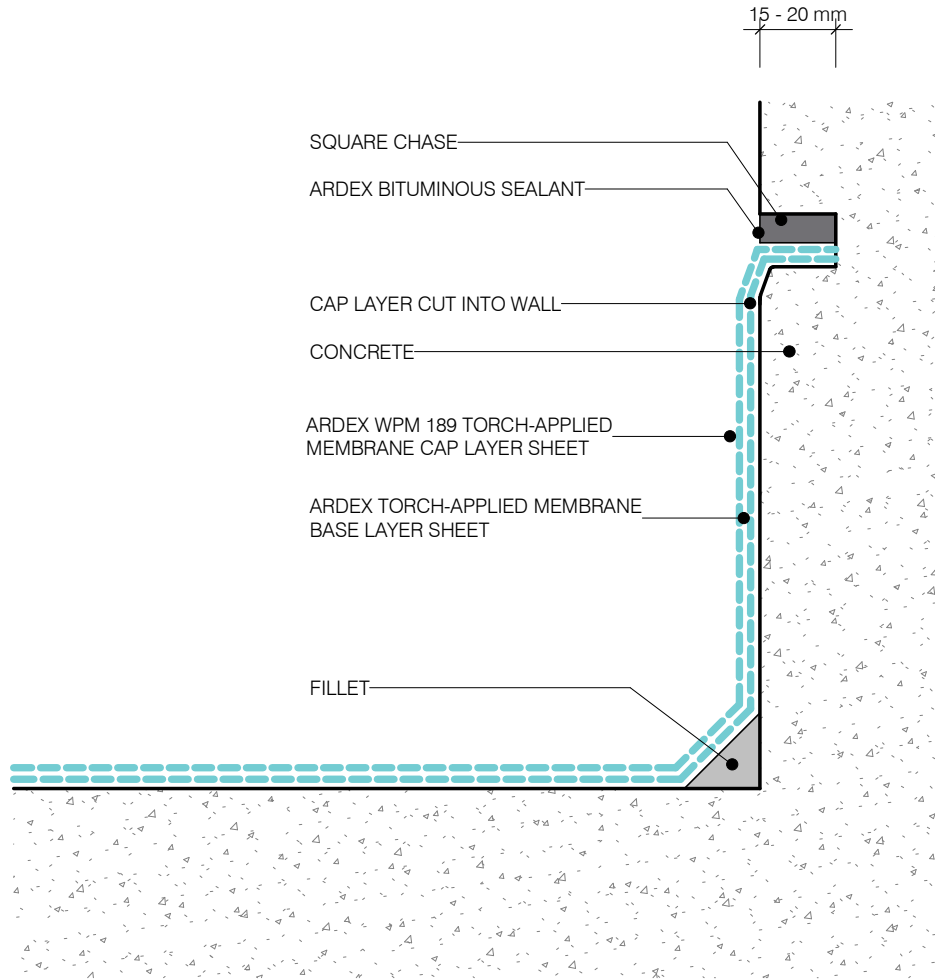 15 - 20 mm
SQUARE CHASE
ARDEX BITUMINOUS SEALANT
CAP LAYER CUT INTO WALL
CONCRETE
ARDEX WPM 189 TORCH-APPLIED
MEMBRANE CAP LAYER SHEET
ARDEX TORCH-APPLIED MEMBRANE
BASE LAYER SHEET
FILLET